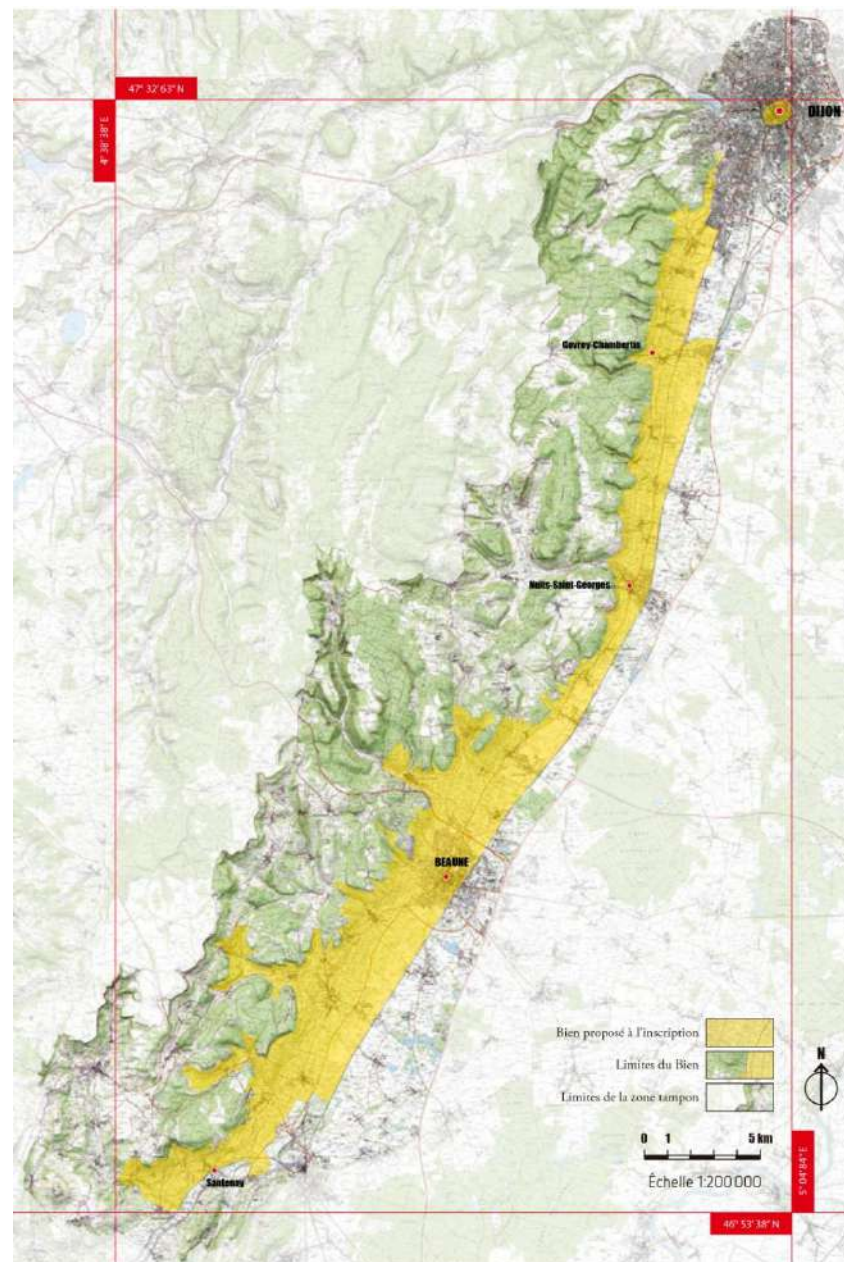 47° 32' 63" N
4° 38' 38" E
DIJON
Gevrey-Chambertin
Nuits-Saint-Georges
BEAUNE
Bien proposé à l'inscription
Limites du Bien
Limites de la zone tampon
N
0 1 5 km
Échelle 1:200'000
5° 04' 84" E
Santenay
46° 53' 38" N